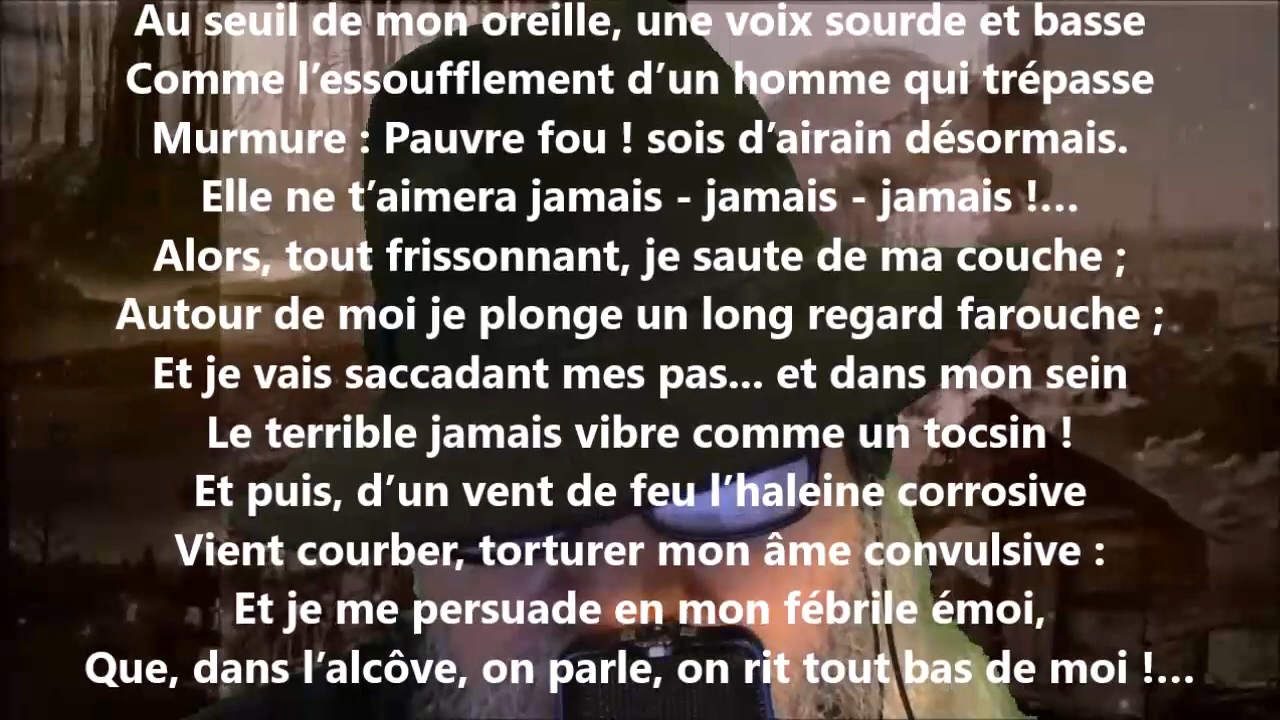 Au seuil de mon oreille, une voix sourde et basse
Comme l’essoufflement d’un homme qui trépasse
Murmure : Pauvre fou ! sois d’airain désormais.
Elle ne t’aimera jamais - jamais - jamais !...
Alors, tout frissonnant, je saute de ma couche ;
Autour de moi je plonge un long regard farouche ;
Et je vais saccadant mes pas... et dans mon sein
Le terrible jamais vibre comme un tocsin !
Et puis, d’un vent de feu l’haleine corrosive
Vient courber, torturer mon âme convulsive :
Et je me persuade en mon fébrile émoi,
Que, dans l’alcôve, on parle, on rit tout bas de moi !...